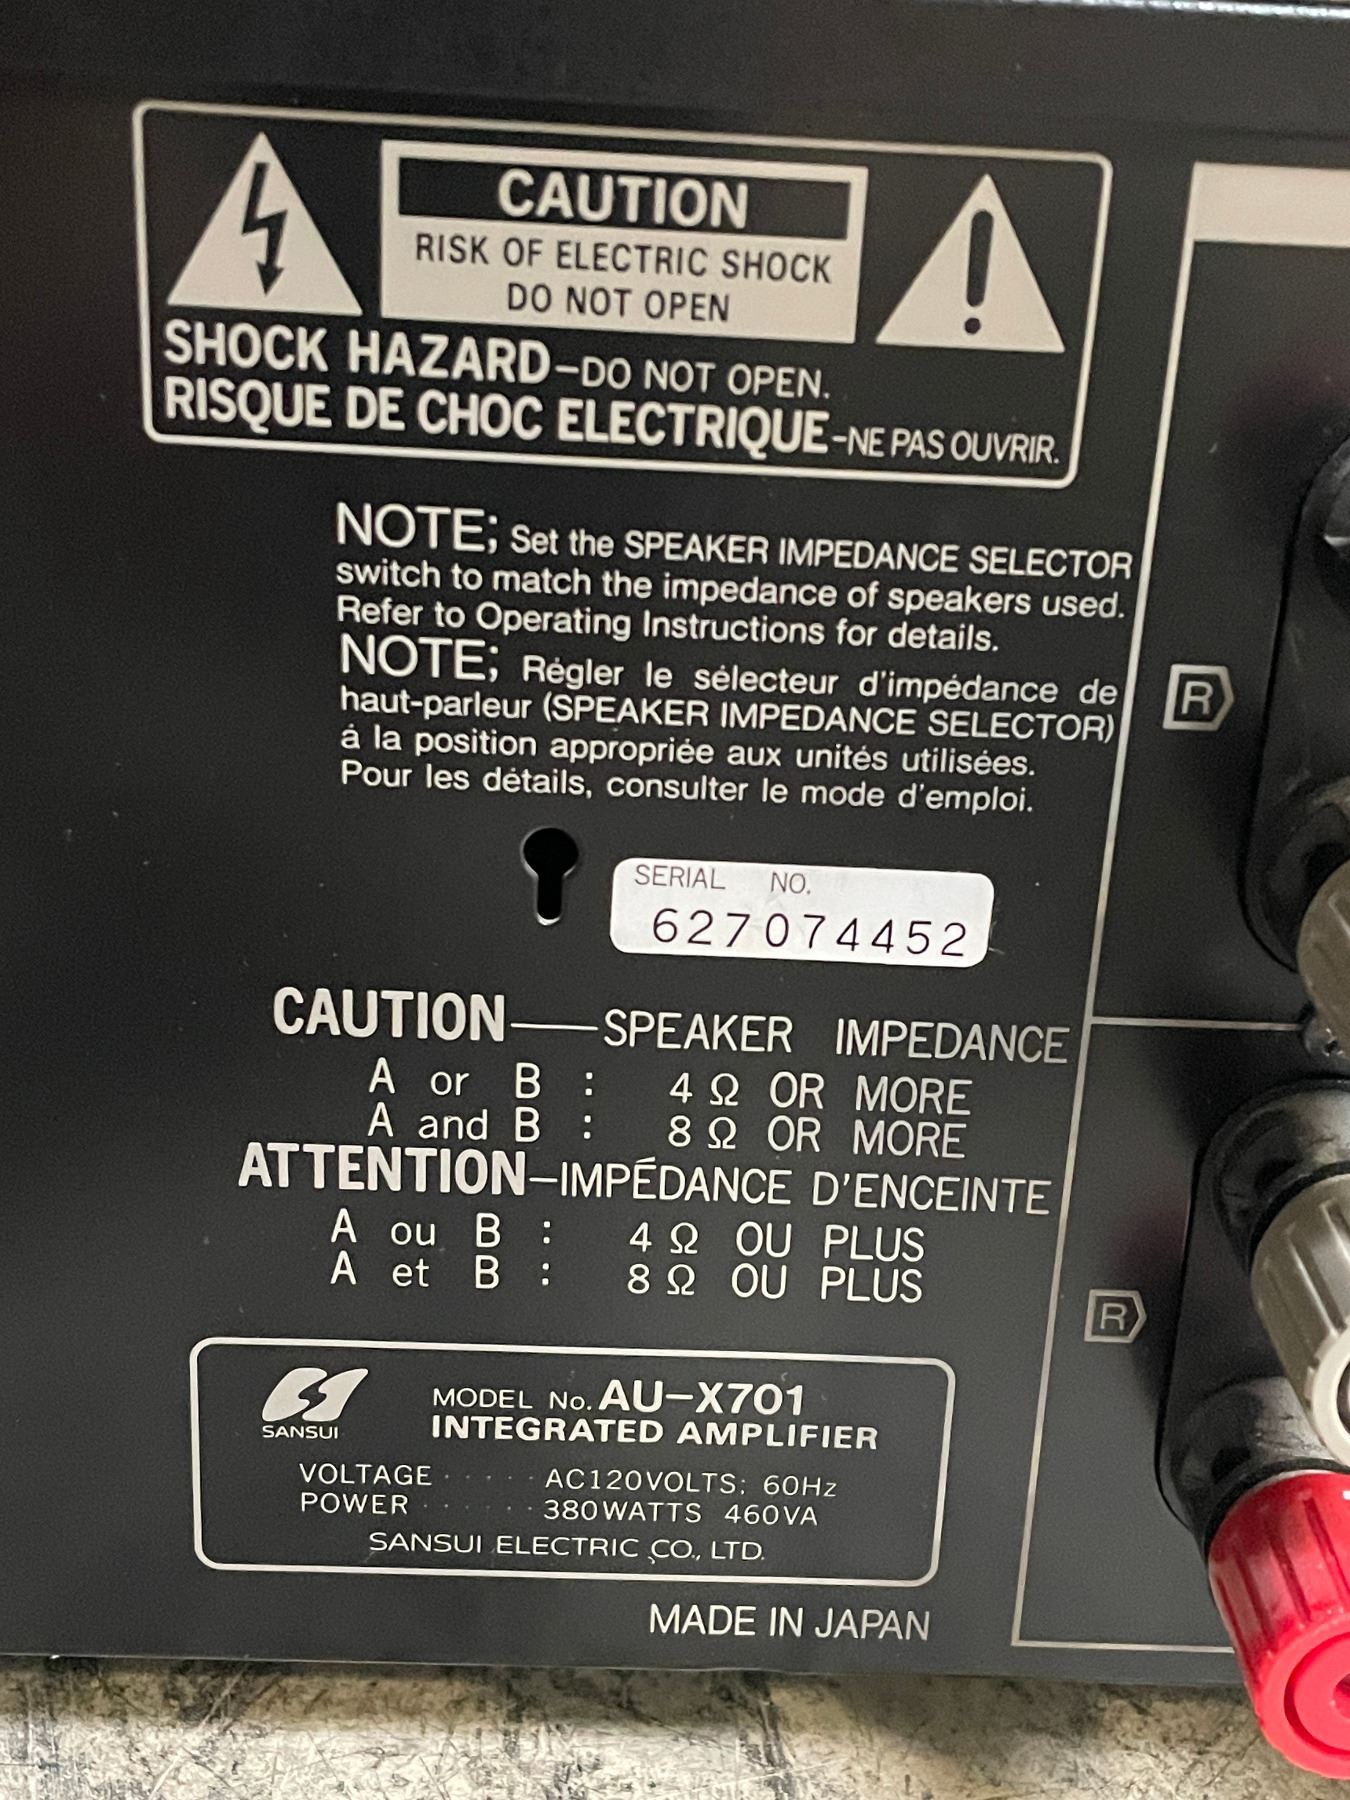 CAUTION
RISK OF ELECTRIC SHOCK
DO NOT OPEN
SHOCK HAZARD-DO NOT OPEN.
RISQUE DE CHOC ELECTRIQUE-NE PAS OUVRIR.
NOTE; Set the SPEAKER IMPEDANCE SELECTOR
switch to match the impedance of speakers used.
Refer to Operating Instructions for details.
NOTE; Régler le sélecteur d'impédance de
haut-parleur (SPEAKER IMPEDANCE SELECTOR)
á la position appropriée aux unités utilisées.
Pour les détails, consulter le mode d'emploi.
R
SERIAL NO.
627074452
CAUTION—SPEAKER IMPEDANCE
A or B : 4 Ω OR MORE
A and B : 8 Ω OR MORE
ATTENTION—IMPÉDANCE D'ENCEINTE
A ou B : 4 Ω OU PLUS
A et B : 8 Ω OU PLUS
R
SANSUI
MODEL No. AU-X701
INTEGRATED AMPLIFIER
VOLTAGE ····· AC120VOLTS: 60Hz
POWER ······ 380WATTS 460VA
SANSUI ELECTRIC CO., LTD.
MADE IN JAPAN